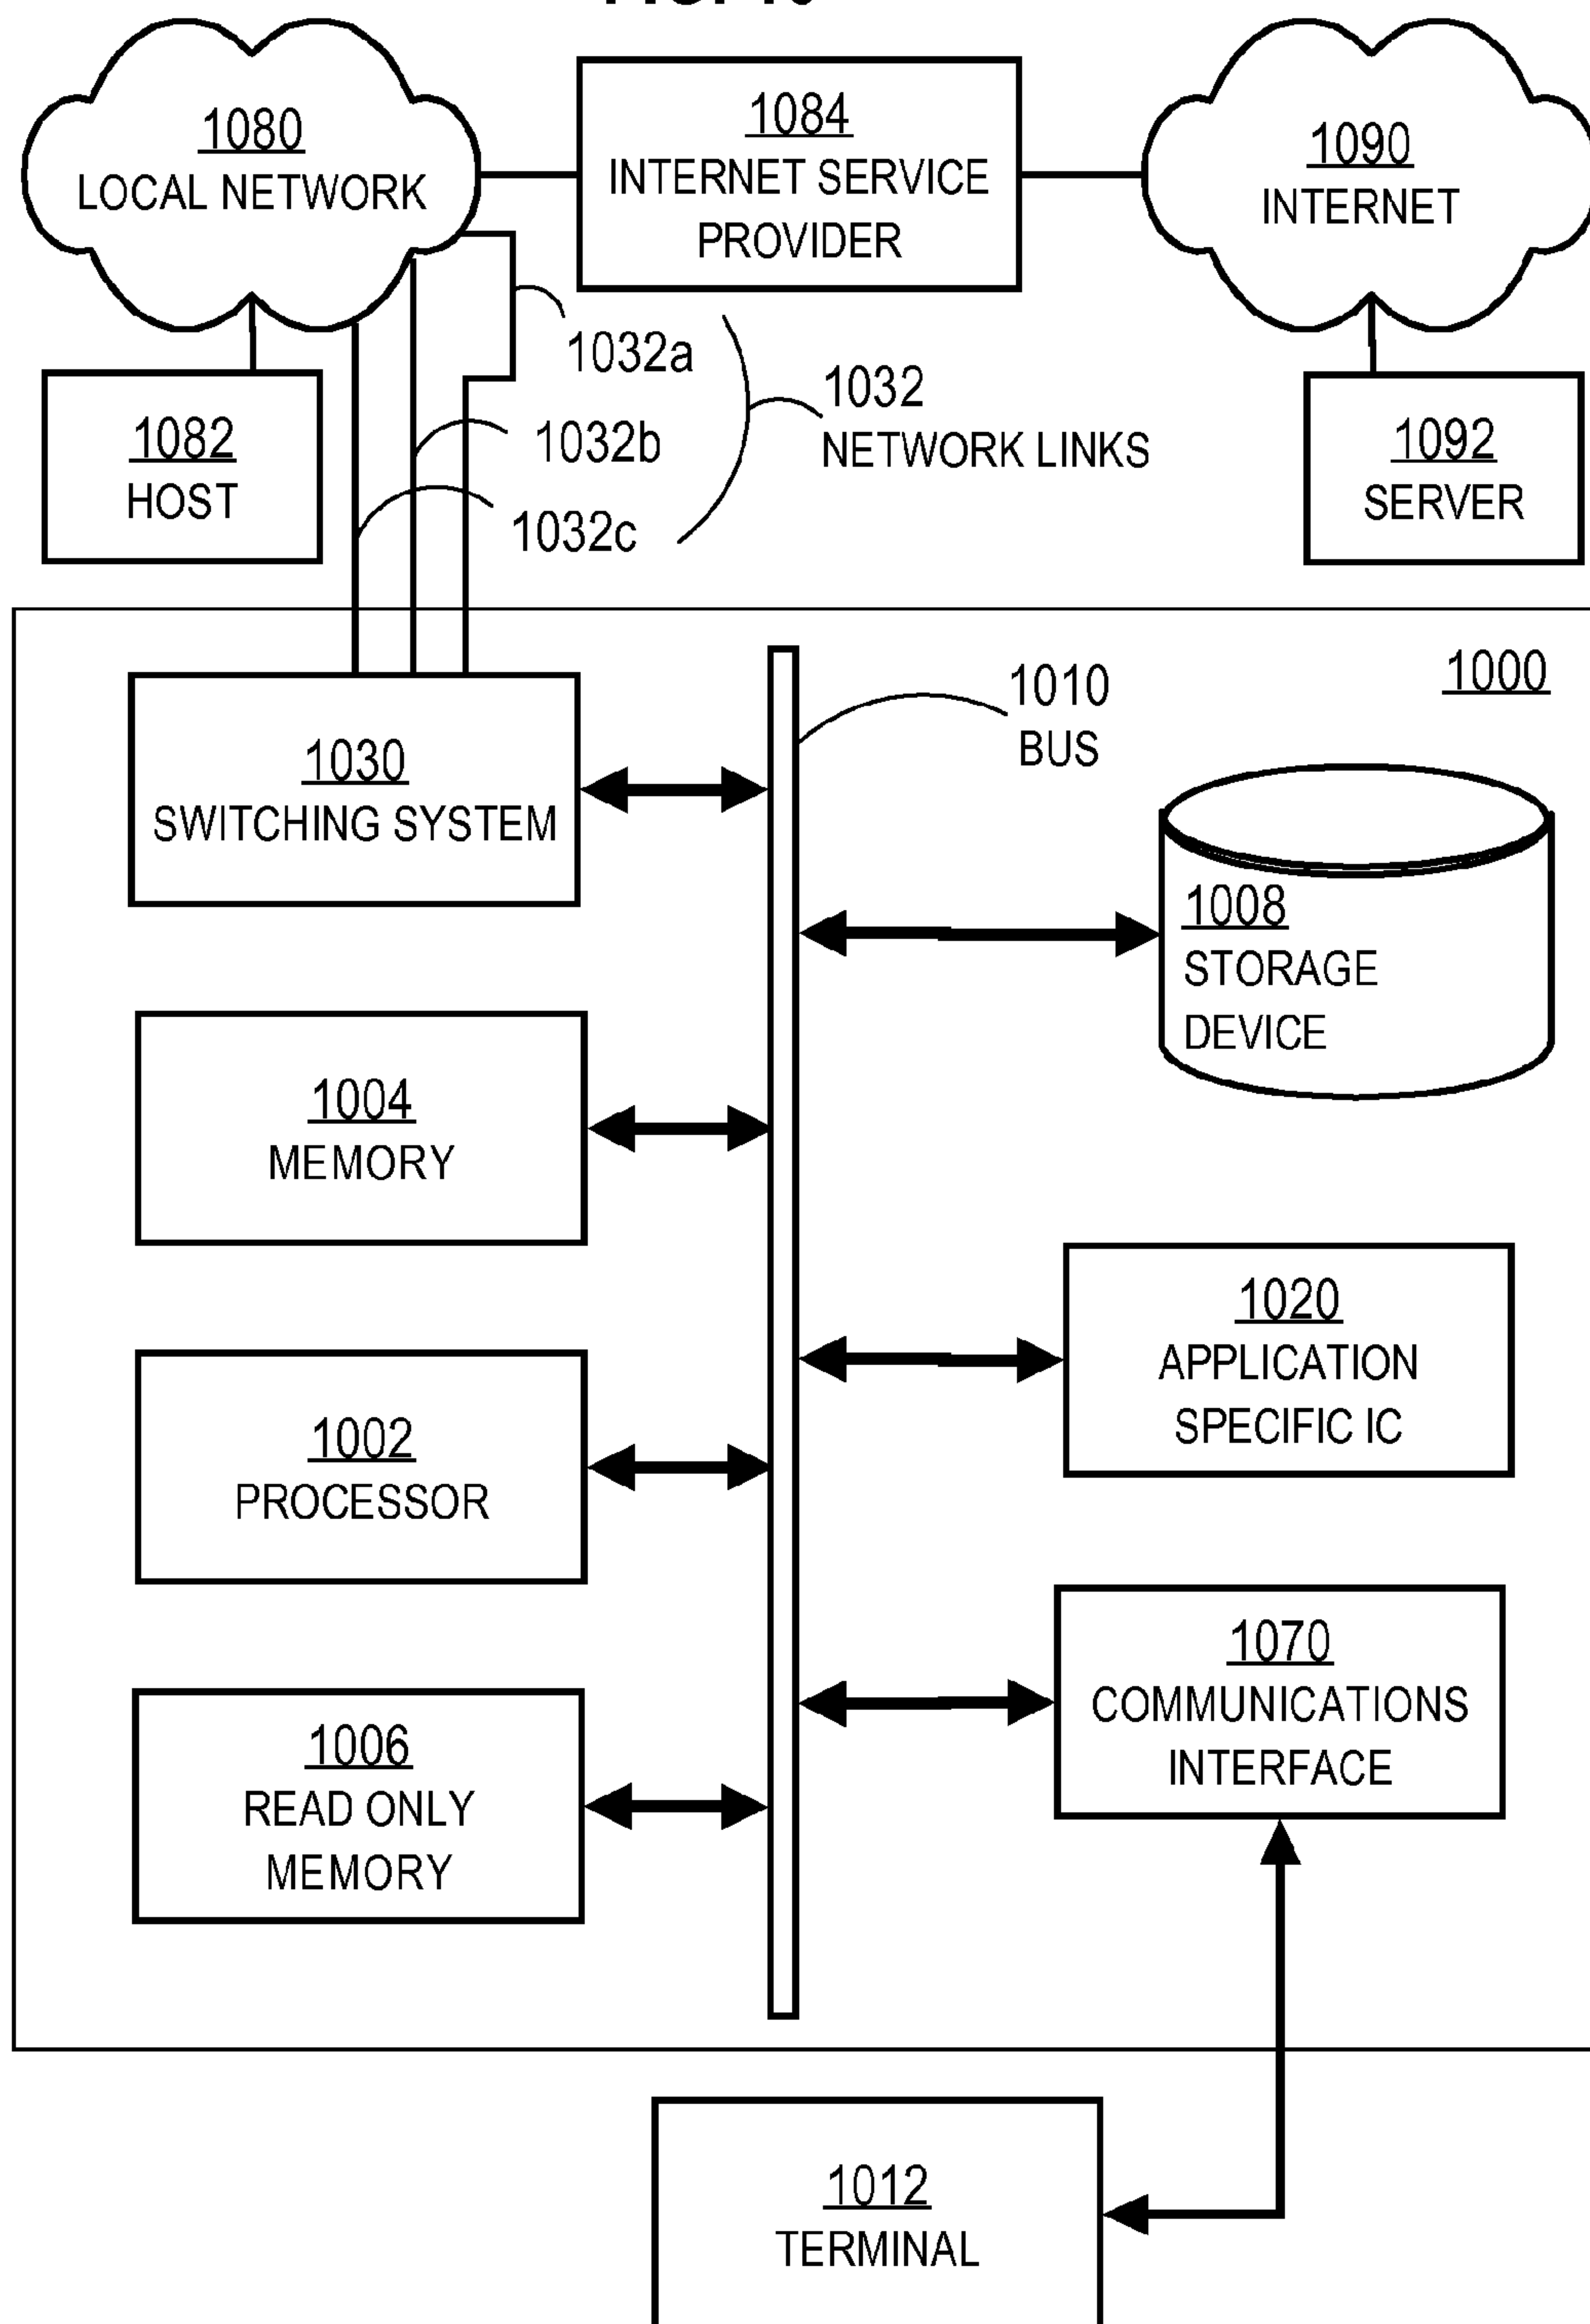 1080
LOCAL NETWORK
1084
INTERNET SERVICE
PROVIDER
1090
INTERNET
1032a
1032
NETWORK LINKS
1032b
1032c
1082
HOST
1092
SERVER
1000
1010
BUS
1030
SWITCHING SYSTEM
1008
STORAGE
DEVICE
1004
MEMORY
1020
APPLICATION
SPECIFIC IC
1002
PROCESSOR
1070
COMMUNICATIONS
INTERFACE
1006
READ ONLY
MEMORY
1012
TERMINAL